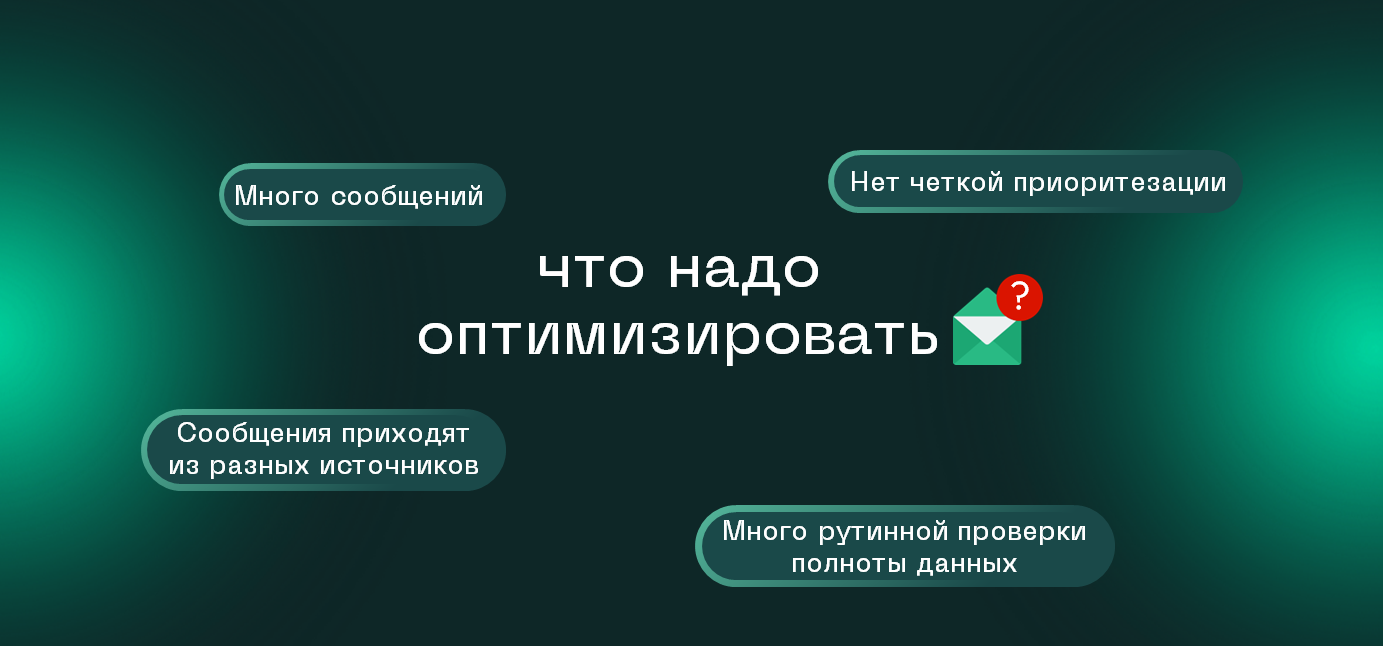 Много сообщений
Нет четкой приоритезации
что надо
оптимизировать
?
Сообщения приходят
из разных источников
Много рутинной проверки
полноты данных